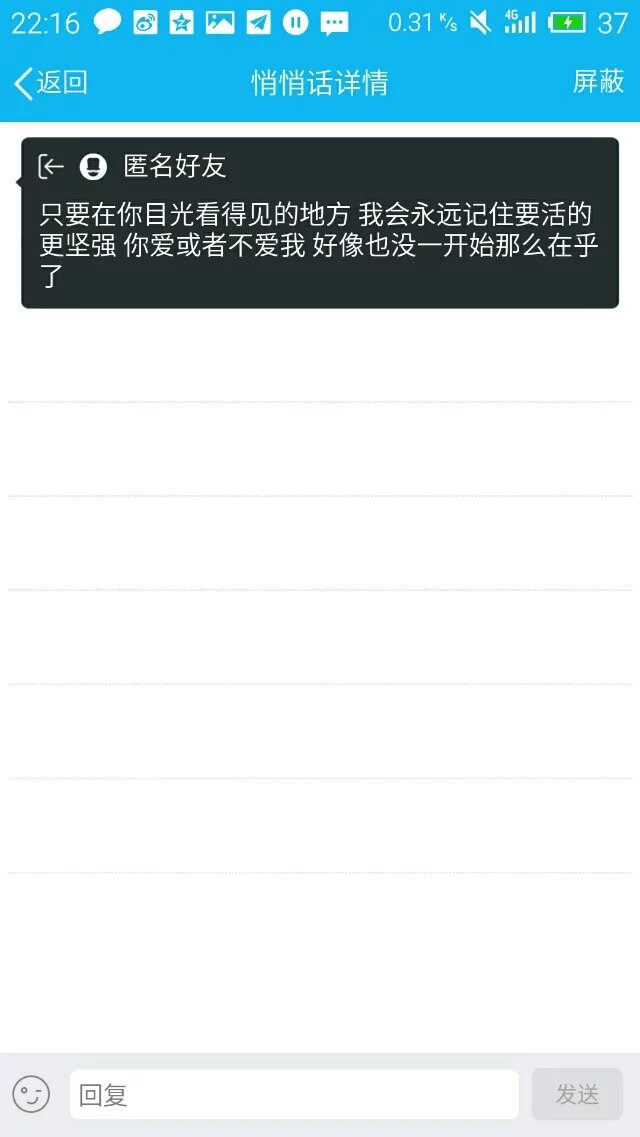 22:16 0.31 K/s 4G 37
返回 悄悄话详情 屏蔽
匿名好友
只要在你目光看得见的地方 我会永远记住要活的
更坚强 你爱或者不爱我 好像也没一开始那么在乎
了
回复 发送